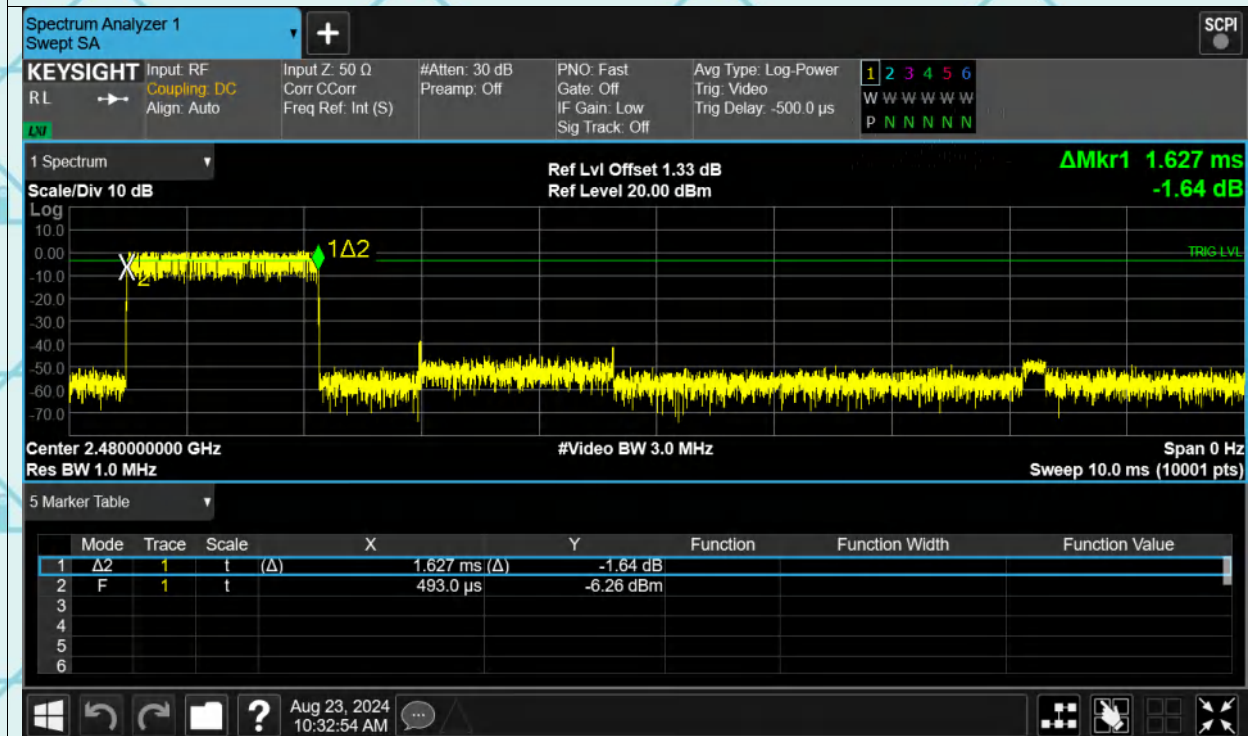 Spectrum Analyzer 1
Swept SA
+
SCPI
KEYSIGHT
RL
LXI
Input: RF
Coupling: DC
Align: Auto
Input Z: 50 Ω
Corr CCorr
Freq Ref: Int (S)
#Atten: 30 dB
Preamp: Off
PNO: Fast
Gate: Off
IF Gain: Low
Sig Track: Off
Avg Type: Log-Power
Trig: Video
Trig Delay: -500.0 µs
1 2 3 4 5 6
W W W W W W
P N N N N N
1 Spectrum
Scale/Div 10 dB
Ref Lvl Offset 1.33 dB
Ref Level 20.00 dBm
ΔMkr1 1.627 ms
-1.64 dB
Log
10.0
0.00
-10.0
-20.0
-30.0
-40.0
-50.0
-60.0
-70.0
1Δ2
2
TRIG LVL
Center 2.480000000 GHz
#Video BW 3.0 MHz
Span 0 Hz
Res BW 1.0 MHz
Sweep 10.0 ms (10001 pts)
5 Marker Table
Mode Trace Scale X Y Function Function Width Function Value
1 Δ2 1 t (Δ) 1.627 ms (Δ) -1.64 dB
2 F 1 t 493.0 µs -6.26 dBm
3
4
5
6
?
Aug 23, 2024
10:32:54 AM